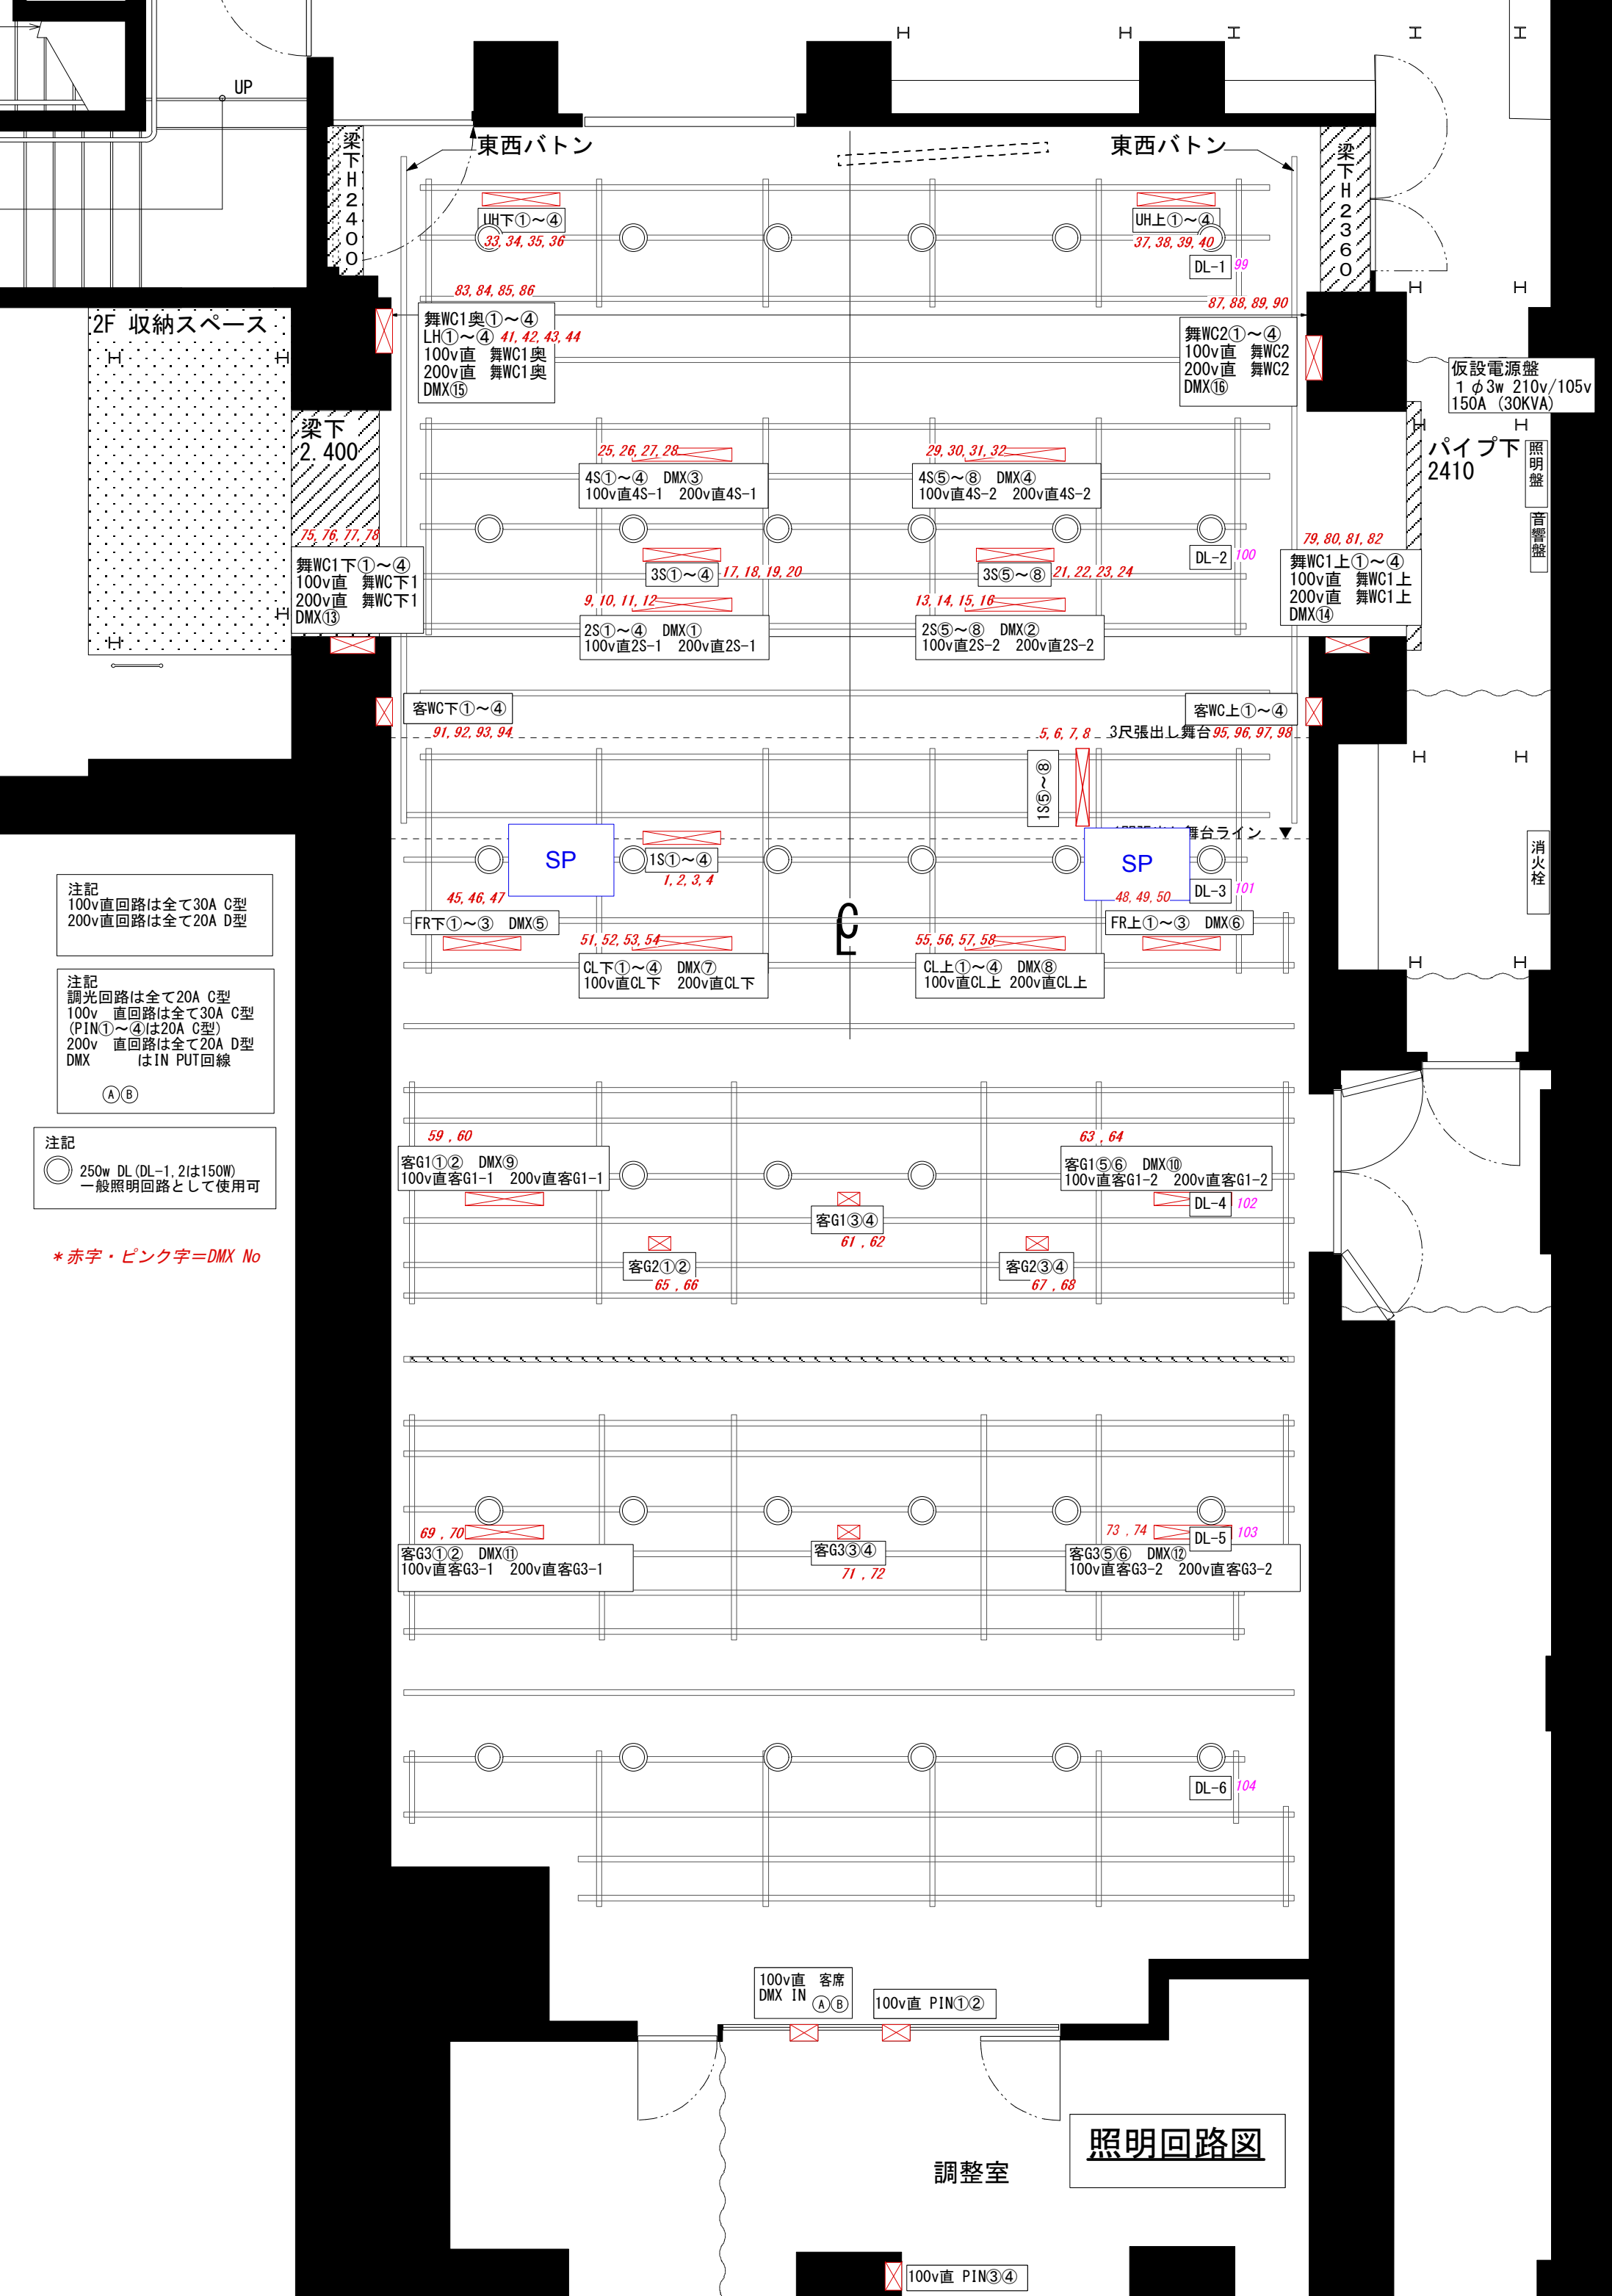 UP
梁下H2400
東西バトン
東西バトン
梁下H2360
UH下①～④
33, 34, 35, 36
UH上①～④
37, 38, 39, 40
DL-1 99
2F 収納スペース
83, 84, 85, 86
舞WC1奥①～④
LH①～④ 41, 42, 43, 44
100v直 舞WC1奥
200v直 舞WC1奥
DMX⑮
87, 88, 89, 90
舞WC2①～④
100v直 舞WC2
200v直 舞WC2
DMX⑯
仮設電源盤
1φ3w 210v/105v
150A (30KVA)
梁下
2.400
パイプ下
2410
照明盤
音響盤
25, 26, 27, 28
4S①～④ DMX③
100v直4S-1 200v直4S-1
29, 30, 31, 32
4S⑤～⑧ DMX④
100v直4S-2 200v直4S-2
DL-2 100
75, 76, 77, 78
舞WC1下①～④
100v直 舞WC下1
200v直 舞WC下1
DMX⑬
79, 80, 81, 82
舞WC1上①～④
100v直 舞WC1上
200v直 舞WC1上
DMX⑭
3S①～④ 17, 18, 19, 20
3S⑤～⑧ 21, 22, 23, 24
9, 10, 11, 12
2S①～④ DMX①
100v直2S-1 200v直2S-1
13, 14, 15, 16
2S⑤～⑧ DMX②
100v直2S-2 200v直2S-2
客WC下①～④
91, 92, 93, 94
客WC上①～④
95, 96, 97, 98
3尺張出し舞台
5, 6, 7, 8
1S⑤～⑧
舞台ライン ▼
SP
1S①～④
1, 2, 3, 4
SP
48, 49, 50
DL-3 101
消火栓
45, 46, 47
FR下①～③ DMX⑤
FR上①～③ DMX⑥
CL
51, 52, 53, 54
CL下①～④ DMX⑦
100v直CL下 200v直CL下
55, 56, 57, 58
CL上①～④ DMX⑧
100v直CL上 200v直CL上
注記
100v直回路は全て30A C型
200v直回路は全て20A D型
注記
調光回路は全て20A C型
100v 直回路は全て30A C型
(PIN①～④は20A C型)
200v 直回路は全て20A D型
DMX はIN PUT回線
Ⓐ Ⓑ
注記
250w DL(DL-1,2は150W)
一般照明回路として使用可
＊赤字・ピンク字＝DMX No
59 , 60
客G1①② DMX⑨
100v直客G1-1 200v直客G1-1
63 , 64
客G1⑤⑥ DMX⑩
100v直客G1-2 200v直客G1-2
DL-4 102
客G1③④
61 , 62
客G2①②
65 , 66
客G2③④
67 , 68
69 , 70
客G3①② DMX⑪
100v直客G3-1 200v直客G3-1
客G3③④
71 , 72
73 , 74
DL-5 103
客G3⑤⑥ DMX⑫
100v直客G3-2 200v直客G3-2
DL-6 104
100v直 客席
DMX IN Ⓐ Ⓑ
100v直 PIN①②
照明回路図
調整室
100v直 PIN③④